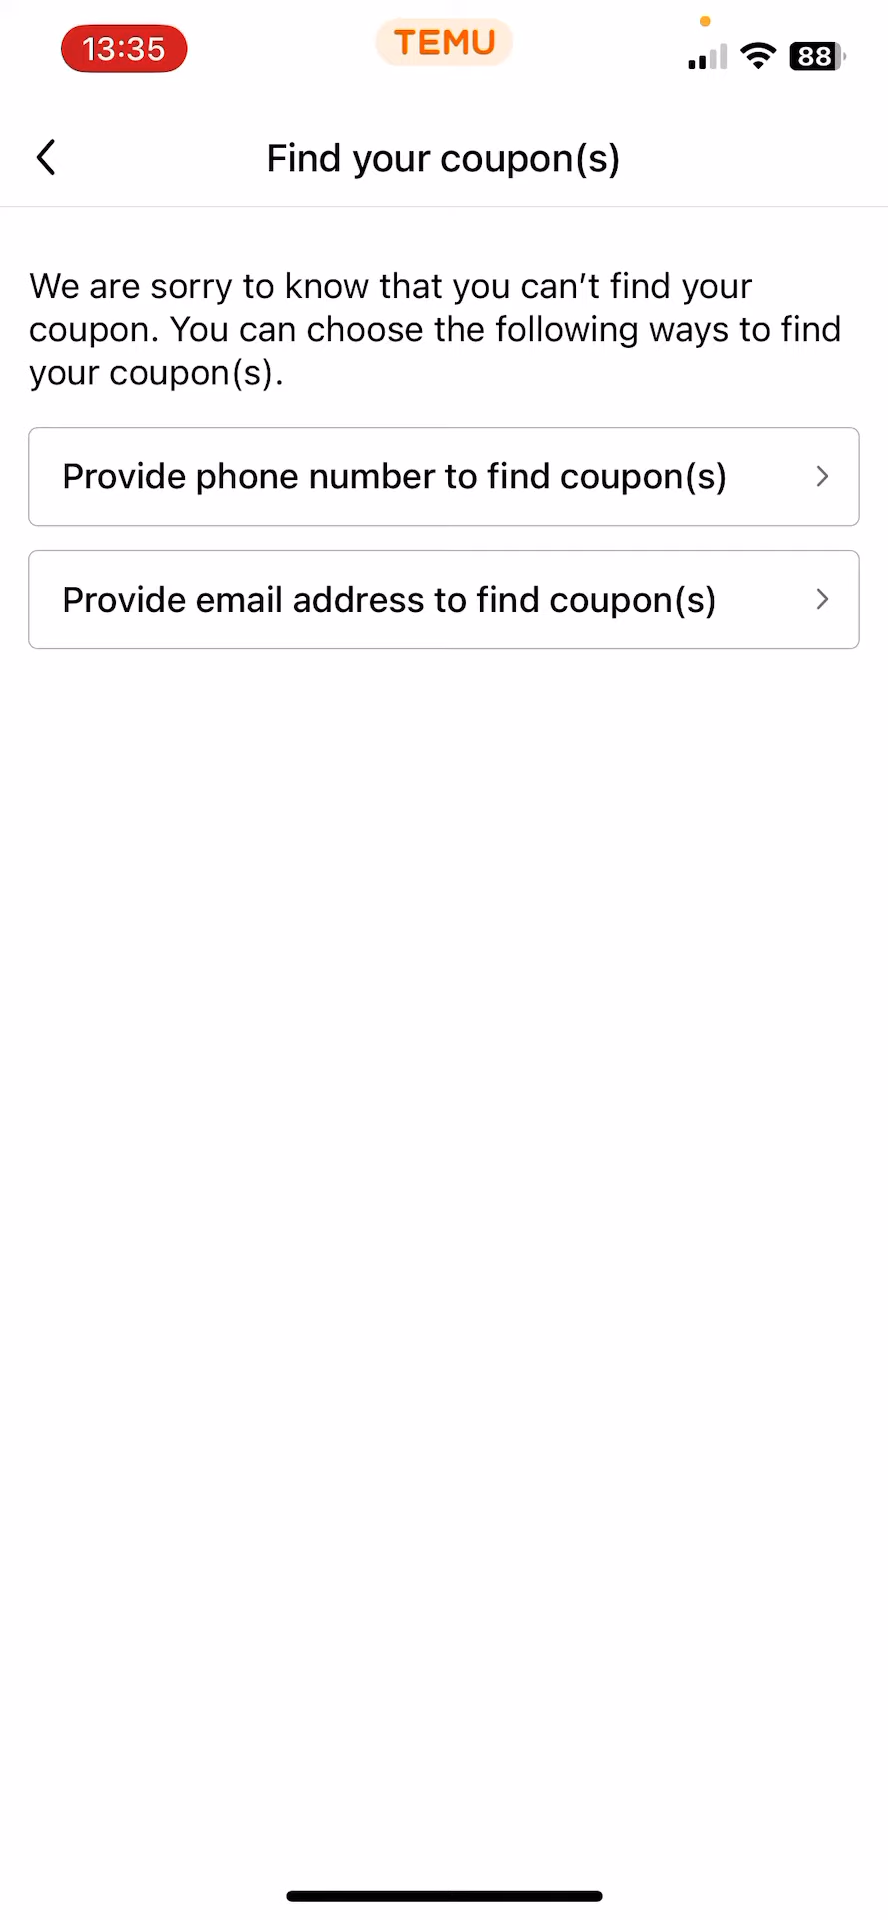 13:35
TEMU
88
Find your coupon(s)
We are sorry to know that you can’t find your
coupon. You can choose the following ways to find
your coupon(s).
Provide phone number to find coupon(s)
Provide email address to find coupon(s)